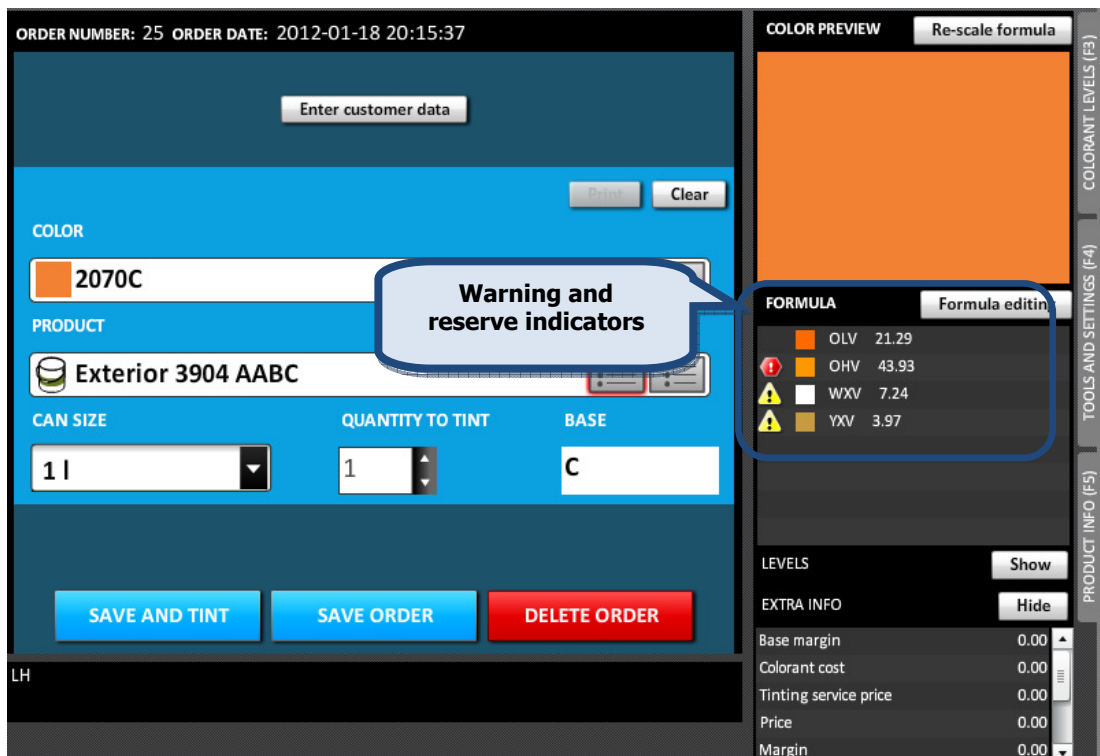 ORDER NUMBER: 25 ORDER DATE: 2012-01-18 20:15:37
Enter customer data
Print Clear
COLOR
2070C
PRODUCT
Exterior 3904 AABC
CAN SIZE QUANTITY TO TINT BASE
1 l 1 C
SAVE AND TINT SAVE ORDER DELETE ORDER
LH
Warning and
reserve indicators
COLOR PREVIEW Re-scale formula
FORMULA Formula editing
OLV 21.29
OHV 43.93
WXV 7.24
YXV 3.97
LEVELS Show
EXTRA INFO Hide
Base margin 0.00
Colorant cost 0.00
Tinting service price 0.00
Price 0.00
Margin 0.00
COLORANT LEVELS (F3)
TOOLS AND SETTINGS (F4)
PRODUCT INFO (F5)